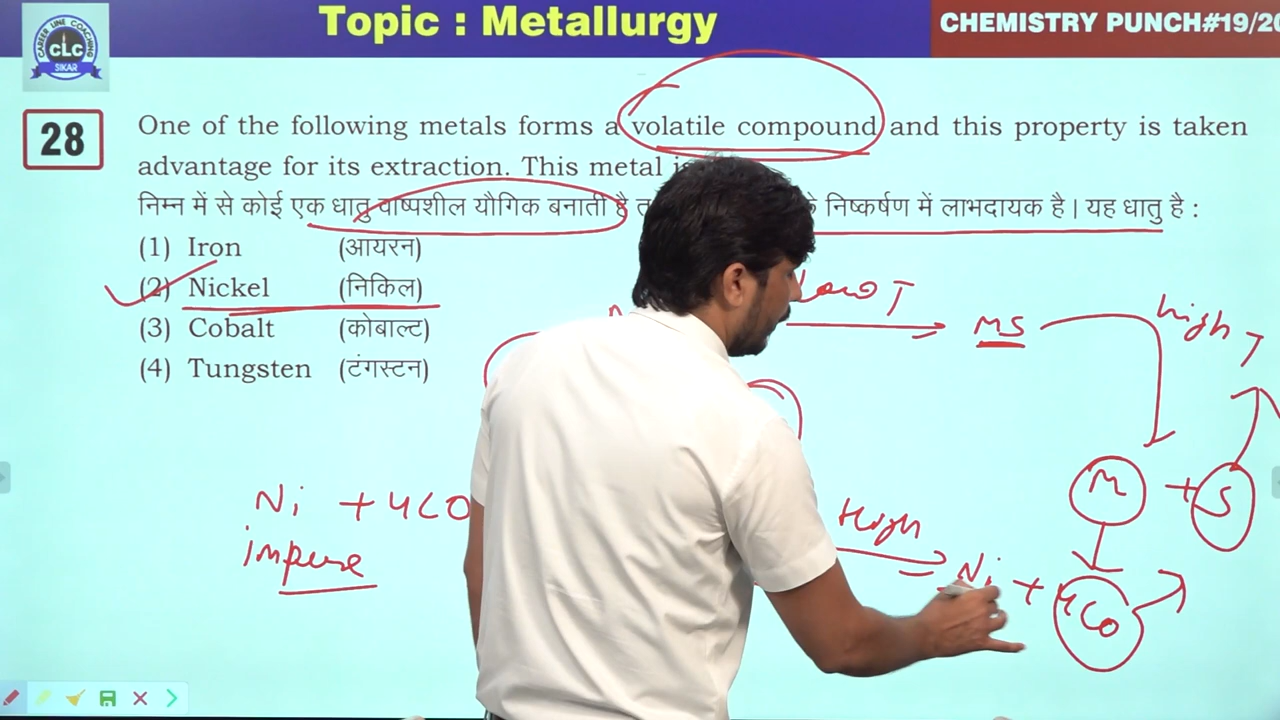 Topic : Metallurgy
CHEMISTRY PUNCH#19/20
CAREER LINE COACHING
CLC
SIKAR
28
One of the following metals forms a volatile compound and this property is taken
advantage for its extraction. This metal is
निम्न में से कोई एक धातु वाष्पशील यौगिक बनाती है निष्कर्षण में लाभदायक है। यह धातु है :
(1) Iron (आयरन)
(2) Nickel (निकिल)
(3) Cobalt (कोबाल्ट)
(4) Tungsten (टंगस्टन)
Low T
MS
high T
M + S
Ni + 4CO
impure
High
Ni + 4CO